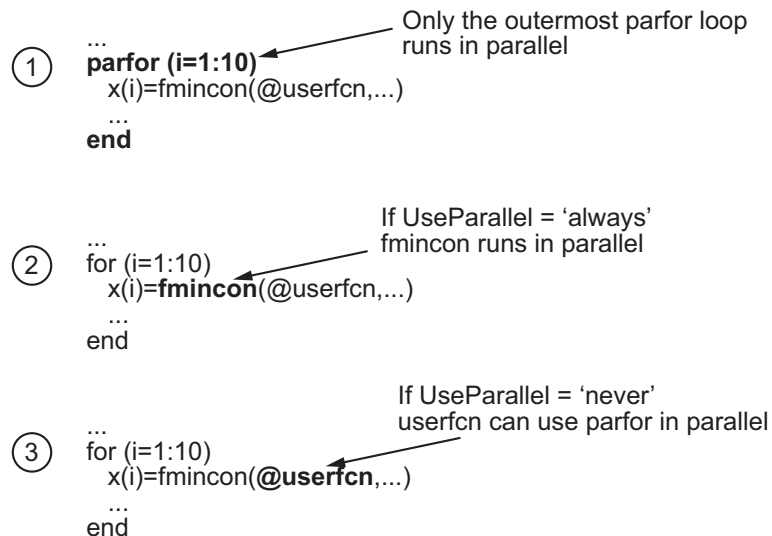 Only the outermost parfor loop
runs in parallel
1
...
parfor (i=1:10)
x(i)=fmincon(@userfcn,...)
...
end
If UseParallel = ‘always’
fmincon runs in parallel
2
...
for (i=1:10)
x(i)=fmincon(@userfcn,...)
...
end
If UseParallel = ‘never’
userfcn can use parfor in parallel
3
...
for (i=1:10)
x(i)=fmincon(@userfcn,...)
...
end